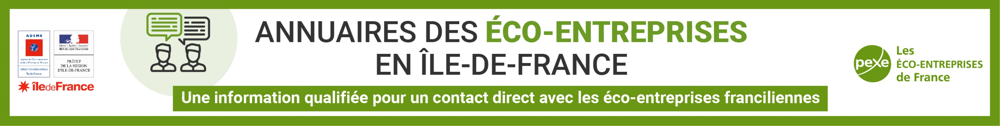 ADEME
Agence de l'Environnement
et de la Maîtrise de l'Energie
DIRECTION RÉGIONALE
Île-de-France
Liberté • Égalité • Fraternité
RÉPUBLIQUE FRANÇAISE
PRÉFET
DE LA RÉGION
D'ILE-DE-FRANCE
îledeFrance
ANNUAIRES DES ÉCO-ENTREPRISES
EN ÎLE-DE-FRANCE
Une information qualifiée pour un contact direct avec les éco-entreprises franciliennes
pexe
Les
ÉCO-ENTREPRISES
de France